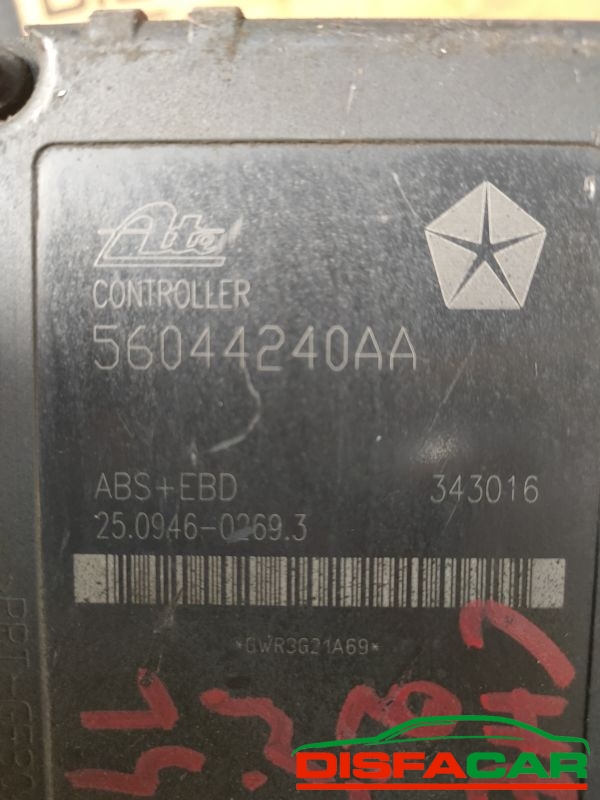 Ate
CONTROLLER
56044240AA
ABS+EBD 343016
25.0946-0269.3
*GWR3G21A69*
DISFACAR